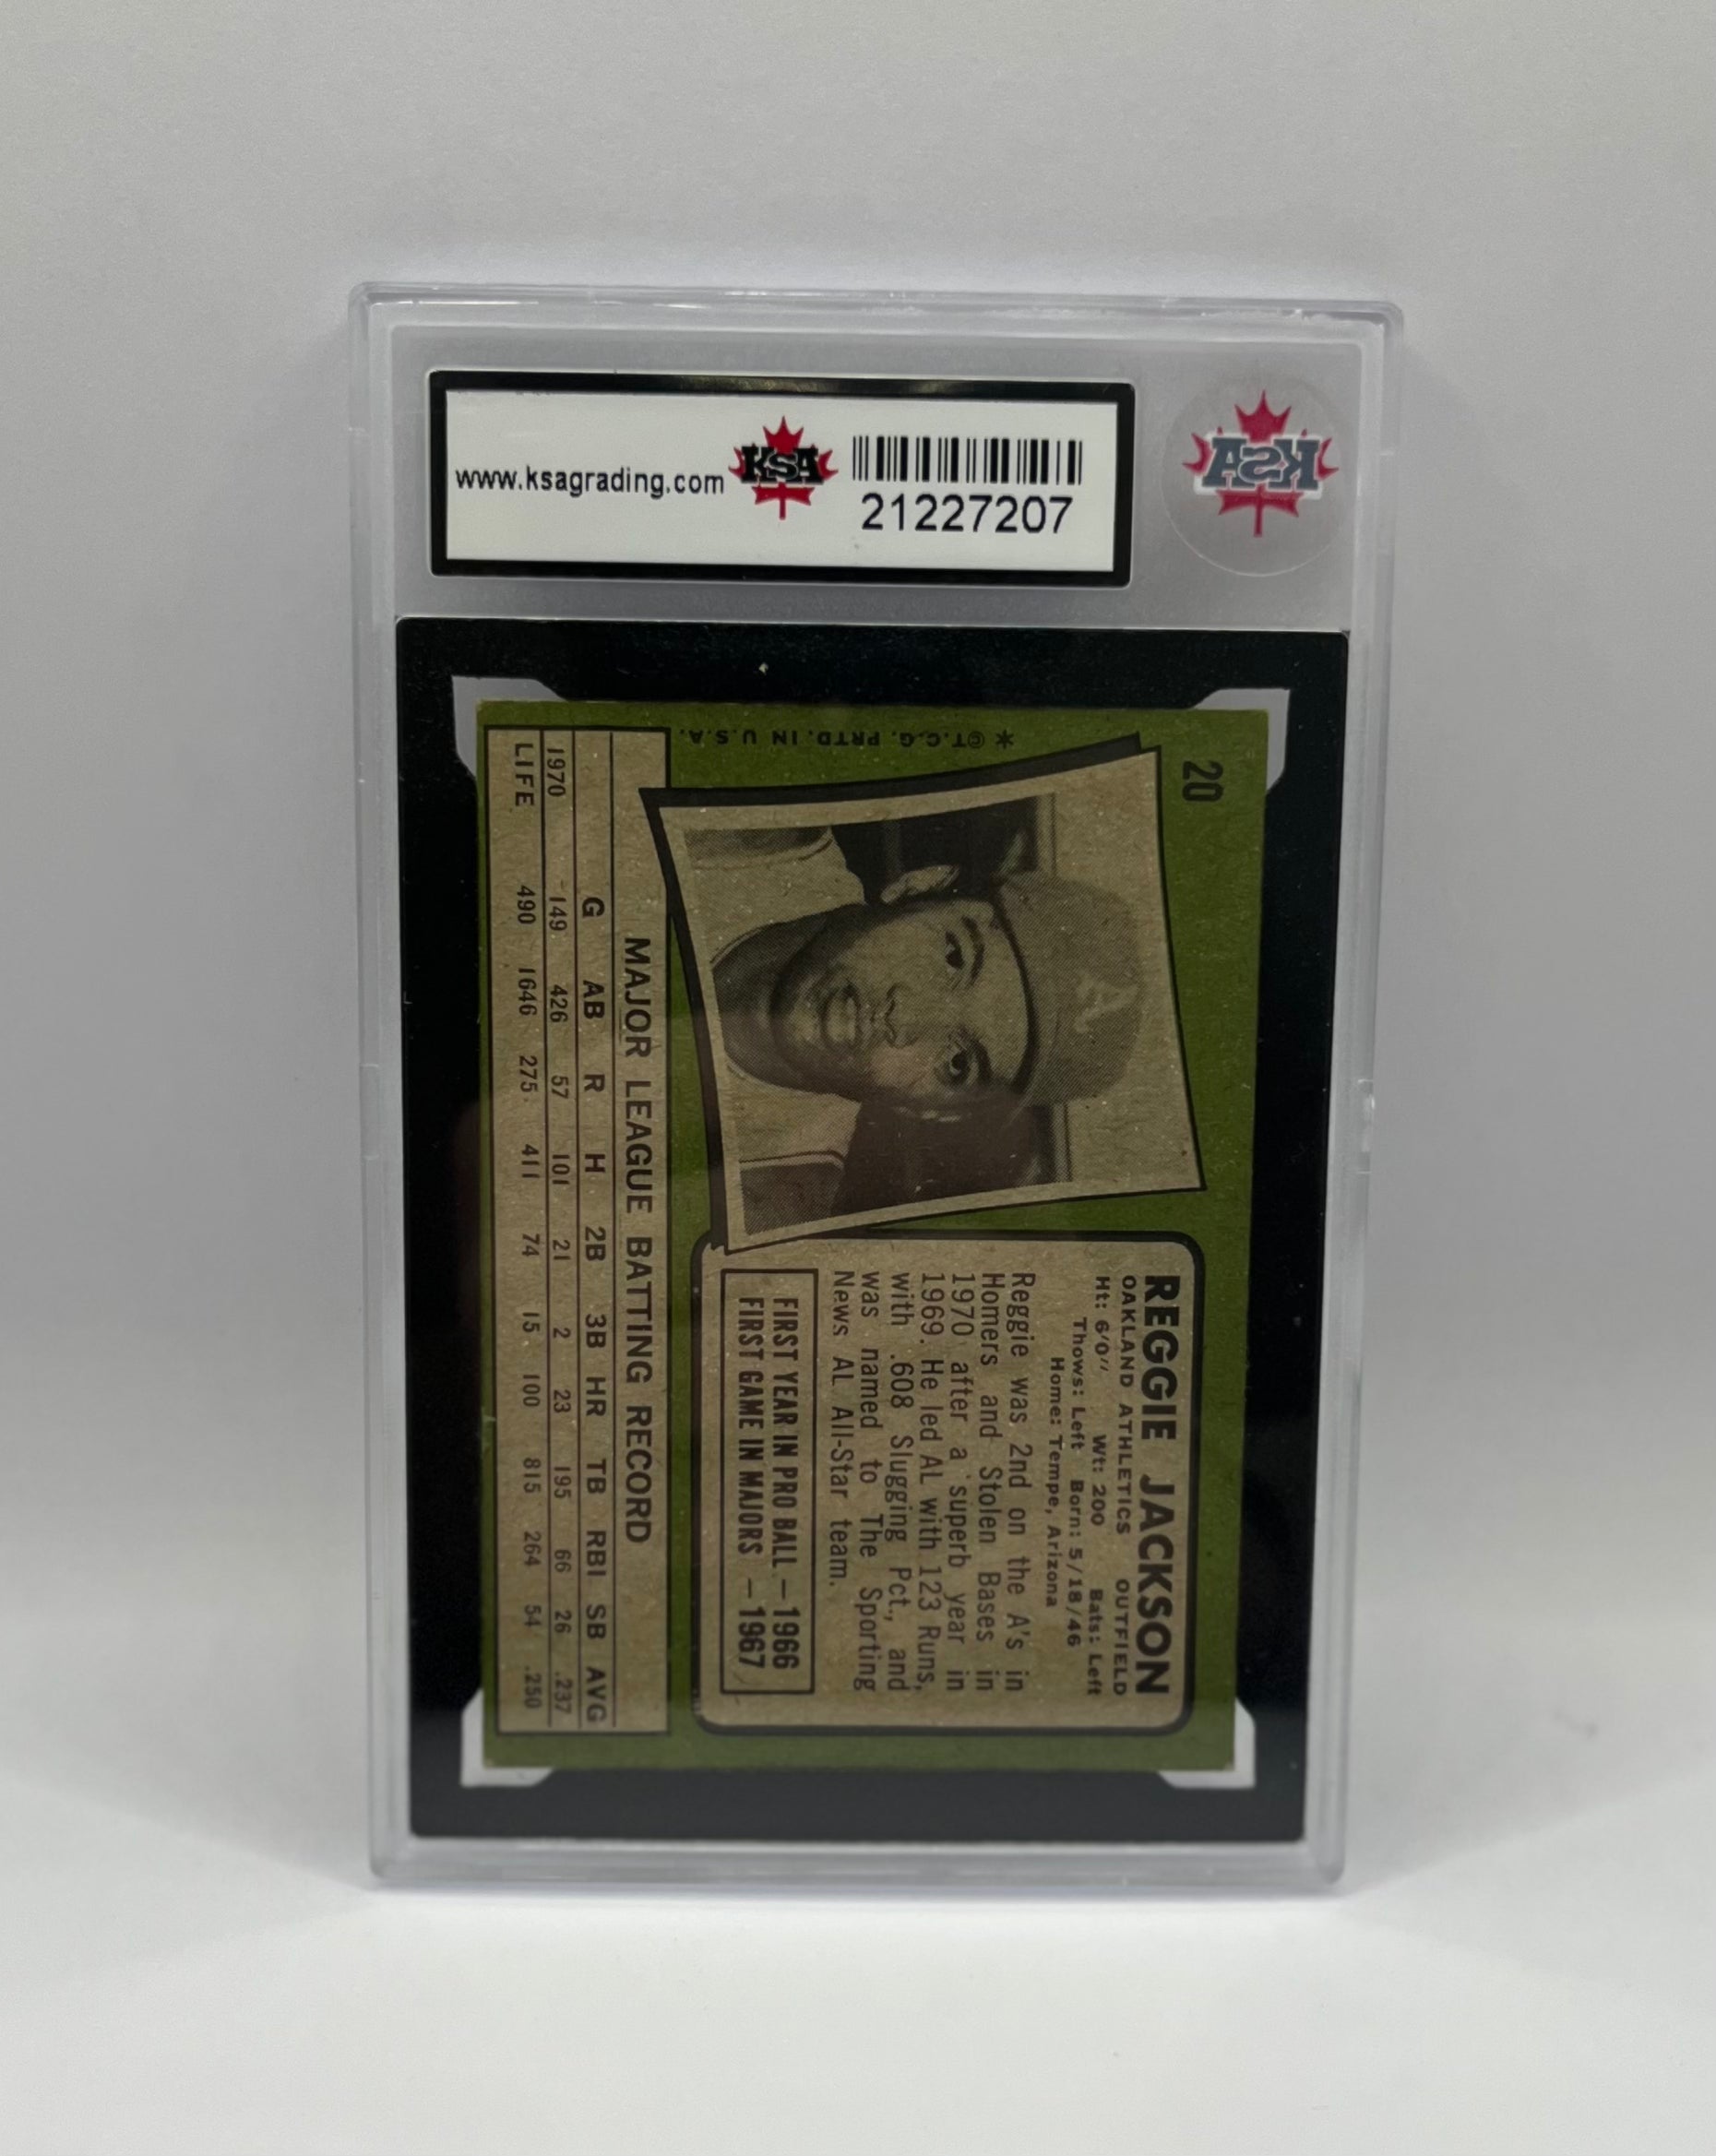 www.ksagrading.com
KSA
21227207
KSA
20
REGGIE JACKSON
OAKLAND ATHLETICS OUTFIELD
Ht: 6'0" Wt: 200 Bats: Left
Thows: Left Born: 5/18/46
Home: Tempe, Arizona
Reggie was 2nd on the A's in
Homers and Stolen Bases in
1970 after a superb year in
1969. He led AL with 123 Runs,
with .608 Slugging Pct., and
was named to The Sporting
News AL All-Star team.
FIRST YEAR IN PRO BALL — 1966
FIRST GAME IN MAJORS — 1967
*©T.C.G. PRTD. IN U.S.A.
MAJOR LEAGUE BATTING RECORD
G AB R H 2B 3B HR TB RBI SB AVG
1970 149 426 57 101 21 2 23 195 66 26 .237
LIFE 490 1646 275 411 74 15 100 815 264 54 .250
A